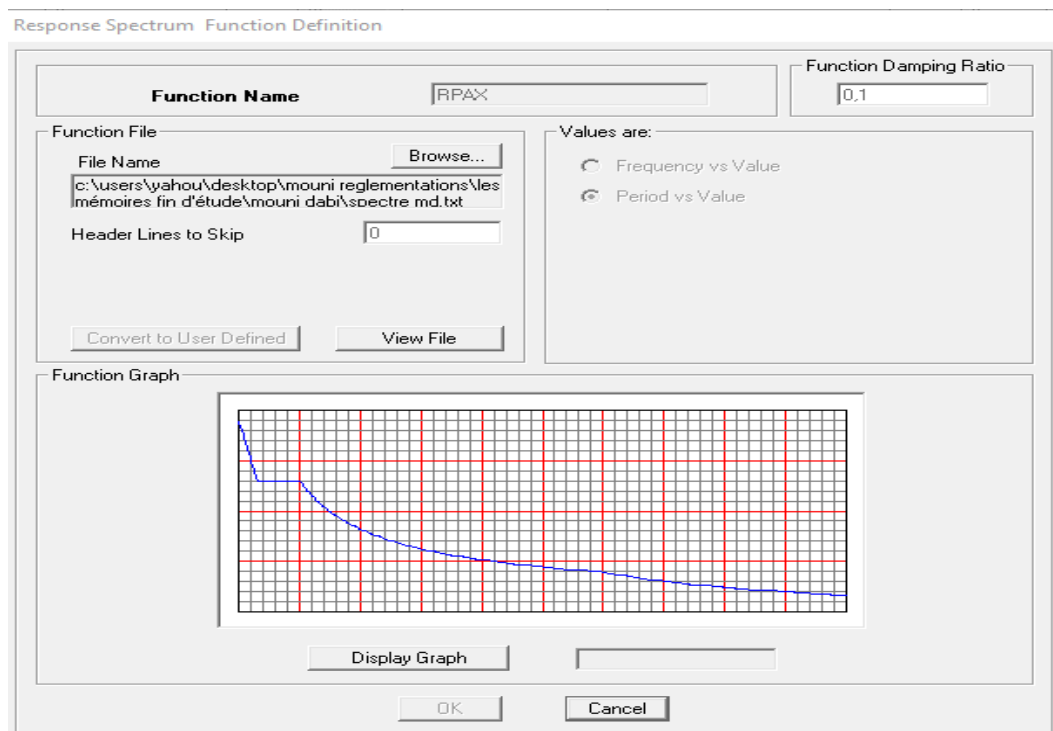 Response Spectrum Function Definition
Function Name
RPAX
Function Damping Ratio
0,1
Function File
File Name
Browse...
c:\users\yahou\desktop\mouni reglementations\les
mémoires fin d'étude\mouni dabi\spectre md.txt
Header Lines to Skip
0
Convert to User Defined
View File
Values are:
Frequency vs Value
Period vs Value
Function Graph
Display Graph
OK
Cancel